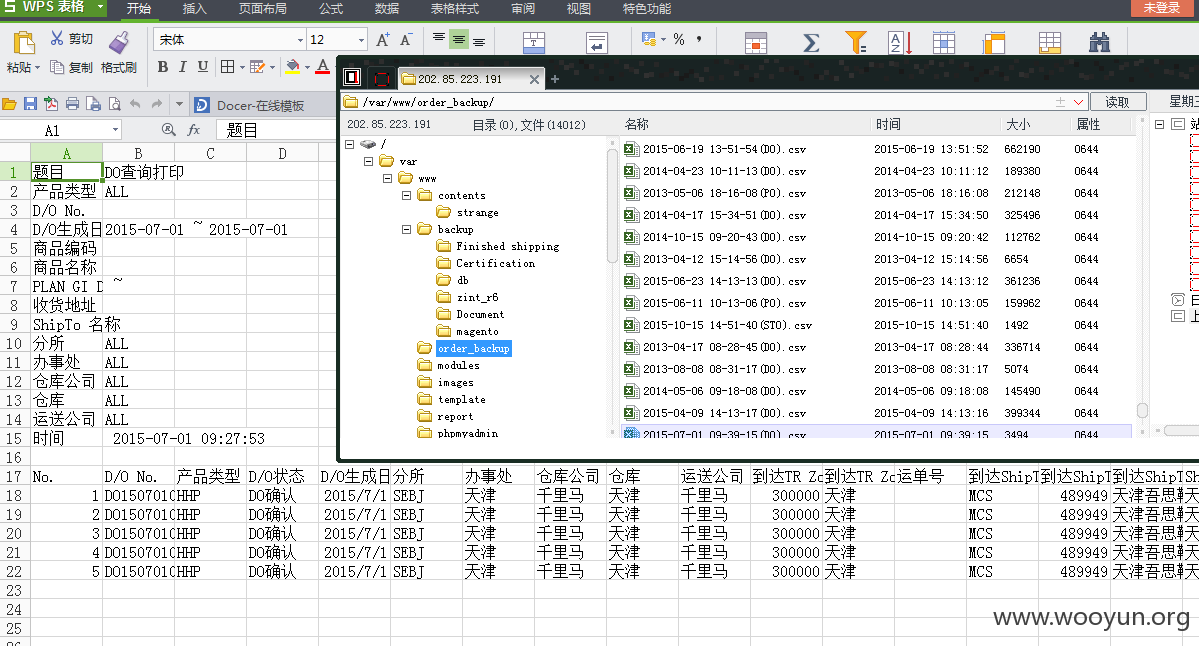 S WPS 表格
开始 插入 页面布局 公式 数据 表格样式 审阅 视图 特色功能 未登录
剪切 宋体 12
粘贴 复制 格式刷 B I U
Docer-在线模板
A1 fx 题目
202.85.223.191
/var/www/order_backup/ 读取
星期三
202.85.223.191 目录(0),文件(14012) 名称 时间 大小 属性
/
var
www
contents
strange
backup
Finished shipping
Certification
db
zint_r6
Document
magento
order_backup
modules
images
template
report
phpmyadmin
2015-06-19 13-51-54(DO).csv 2015-06-19 13:51:52 662190 0644
2014-04-23 10-11-13(DO).csv 2014-04-23 10:11:12 189380 0644
2013-05-06 18-16-08(PO).csv 2013-05-06 18:16:08 212148 0644
2014-04-17 15-34-51(DO).csv 2014-04-17 15:34:50 325496 0644
2014-10-15 09-20-43(DO).csv 2014-10-15 09:20:42 112762 0644
2013-04-12 15-14-56(DO).csv 2013-04-12 15:14:56 6654 0644
2015-06-23 14-13-13(DO).csv 2015-06-23 14:13:12 361236 0644
2015-06-11 10-13-06(PO).csv 2015-06-11 10:13:05 159962 0644
2015-10-15 14-51-40(STO).csv 2015-10-15 14:51:40 1492 0644
2013-04-17 08-28-45(DO).csv 2013-04-17 08:28:44 336714 0644
2013-08-08 08-31-17(DO).csv 2013-08-08 08:31:17 5074 0644
2014-05-06 09-18-08(DO).csv 2014-05-06 09:18:08 145490 0644
2015-04-09 14-13-17(DO).csv 2015-04-09 14:13:16 399344 0644
2015-07-01 09-39-15(DO).csv 2015-07-01 09:39:15 3494 0644
A B C D
1 题目 DO查询打印
2 产品类型 ALL
3 D/O No.
4 D/O生成日 2015-07-01 ~ 2015-07-01
5 商品编码
6 商品名称
7 PLAN GI D ~
8 收货地址
9 ShipTo 名称
10 分所 ALL
11 办事处 ALL
12 仓库公司 ALL
13 仓库 ALL
14 运送公司 ALL
15 时间 2015-07-01 09:27:53
16
17 No. D/O No. 产品类型 D/O状态 D/O生成日 分所 办事处 仓库公司 仓库 运送公司 到达TR Zo 到达TR Zo 运单号 到达ShipT 到达ShipT 到达ShipT Sh
18 1 DO150701 HHP DO确认 2015/7/1 SEBJ 天津 千里马 天津 千里马 300000 天津 MCS 489949 天津吾思 天
19 2 DO150701 HHP DO确认 2015/7/1 SEBJ 天津 千里马 天津 千里马 300000 天津 MCS 489949 天津吾思 天
20 3 DO150701 HHP DO确认 2015/7/1 SEBJ 天津 千里马 天津 千里马 300000 天津 MCS 489949 天津吾思 天
21 4 DO150701 HHP DO确认 2015/7/1 SEBJ 天津 千里马 天津 千里马 300000 天津 MCS 489949 天津吾思 天
22 5 DO150701 HHP DO确认 2015/7/1 SEBJ 天津 千里马 天津 千里马 300000 天津 MCS 489949 天津吾思 天
23
24
25
www.wooyun.org